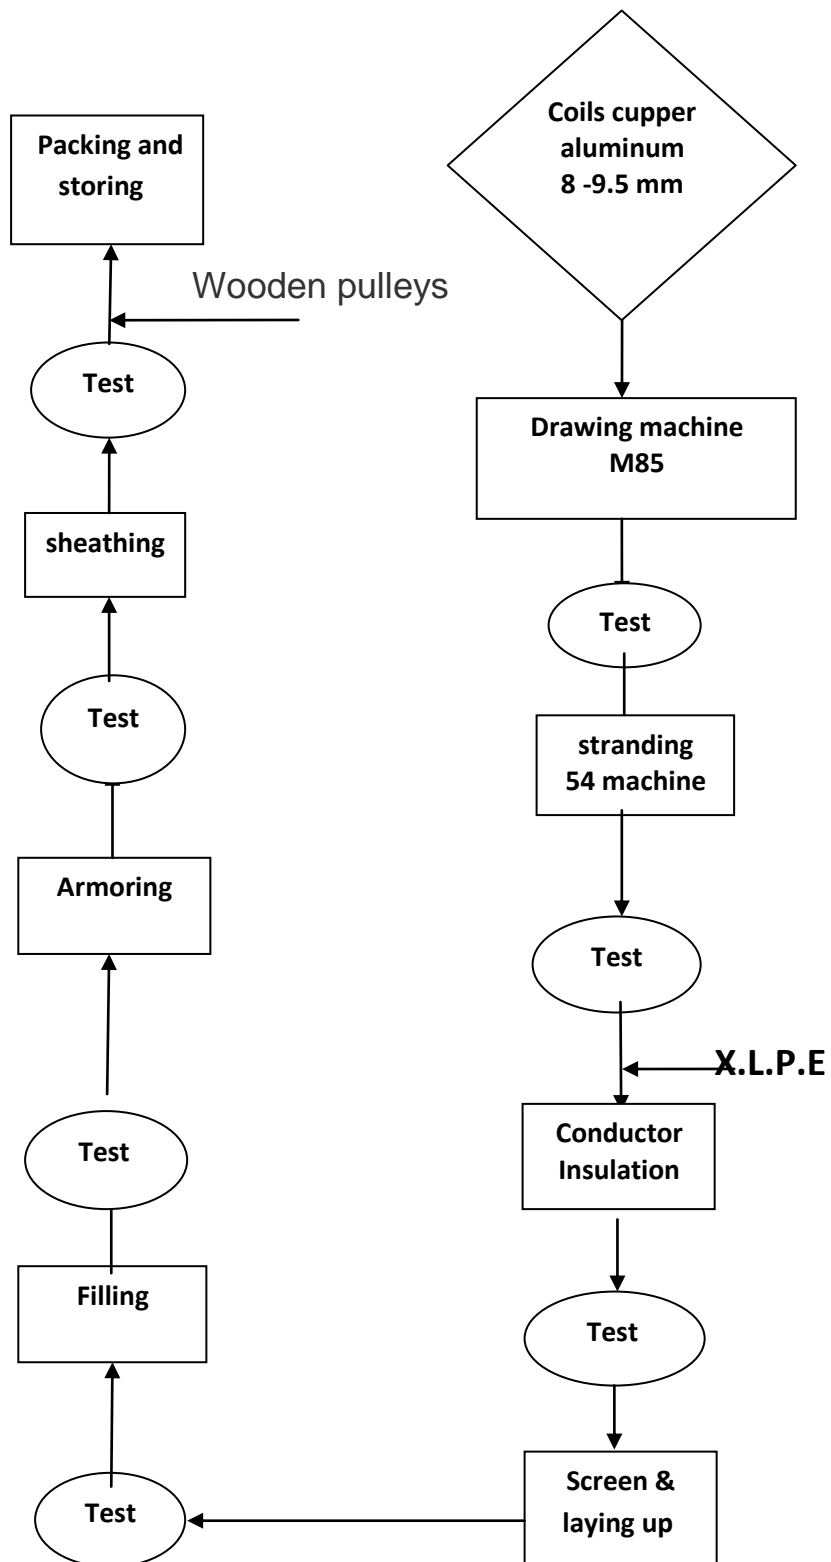 Coils cupper
aluminum
8 -9.5 mm
Drawing machine
M85
Test
stranding
54 machine
Test
X.L.P.E
Conductor
Insulation
Test
Screen &
laying up
Test
Filling
Test
Armoring
Test
sheathing
Test
Wooden pulleys
Packing and
storing